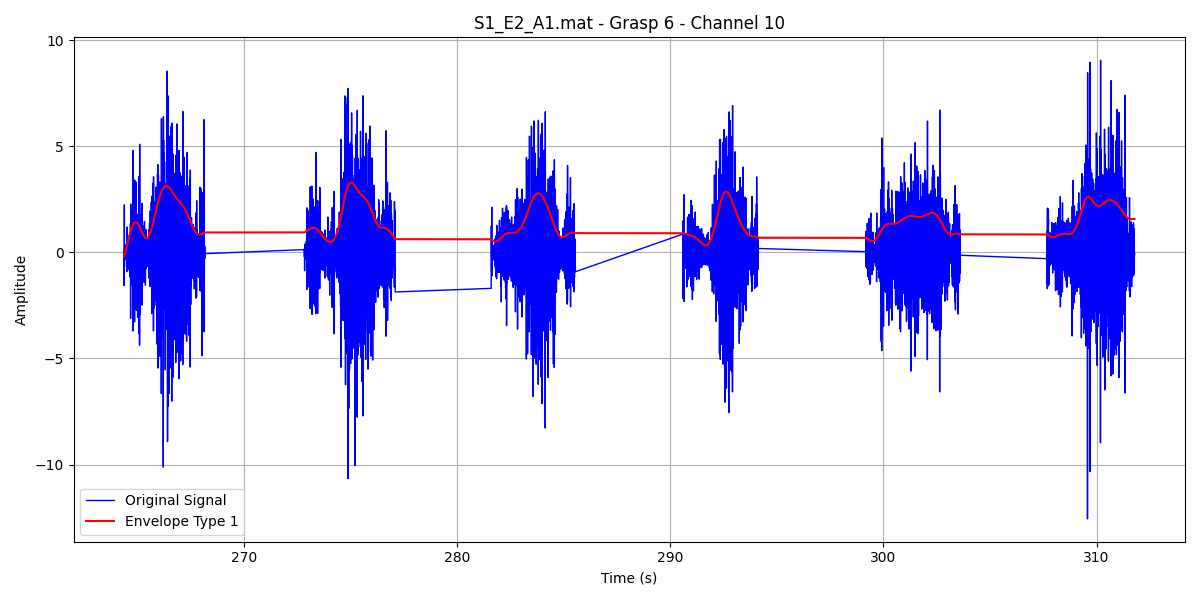 S1_E2_A1.mat - Grasp 6 - Channel 10
10
5
0
−5
−10
Amplitude
Original Signal
Envelope Type 1
270
280
290
300
310
Time (s)